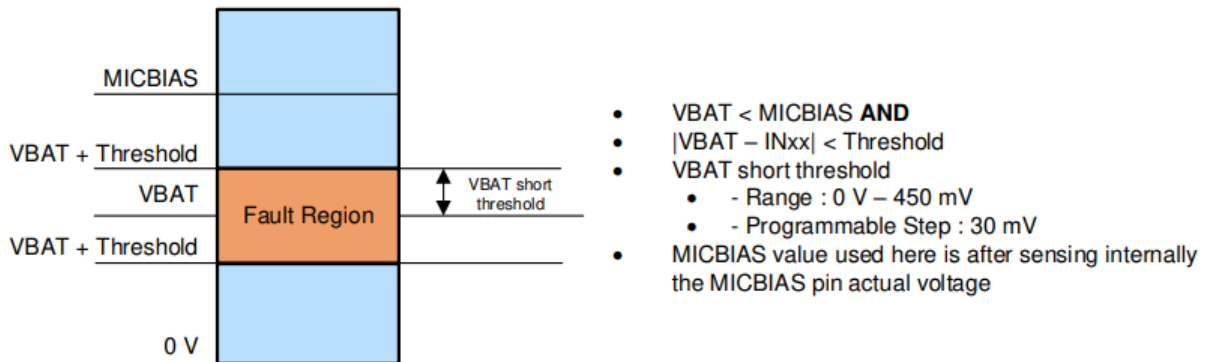 MICBIAS
VBAT + Threshold
VBAT
VBAT + Threshold
0 V
Fault Region
VBAT short
threshold
• VBAT < MICBIAS AND
• |VBAT – INxx| < Threshold
• VBAT short threshold
• - Range : 0 V – 450 mV
• - Programmable Step : 30 mV
• MICBIAS value used here is after sensing internally
the MICBIAS pin actual voltage